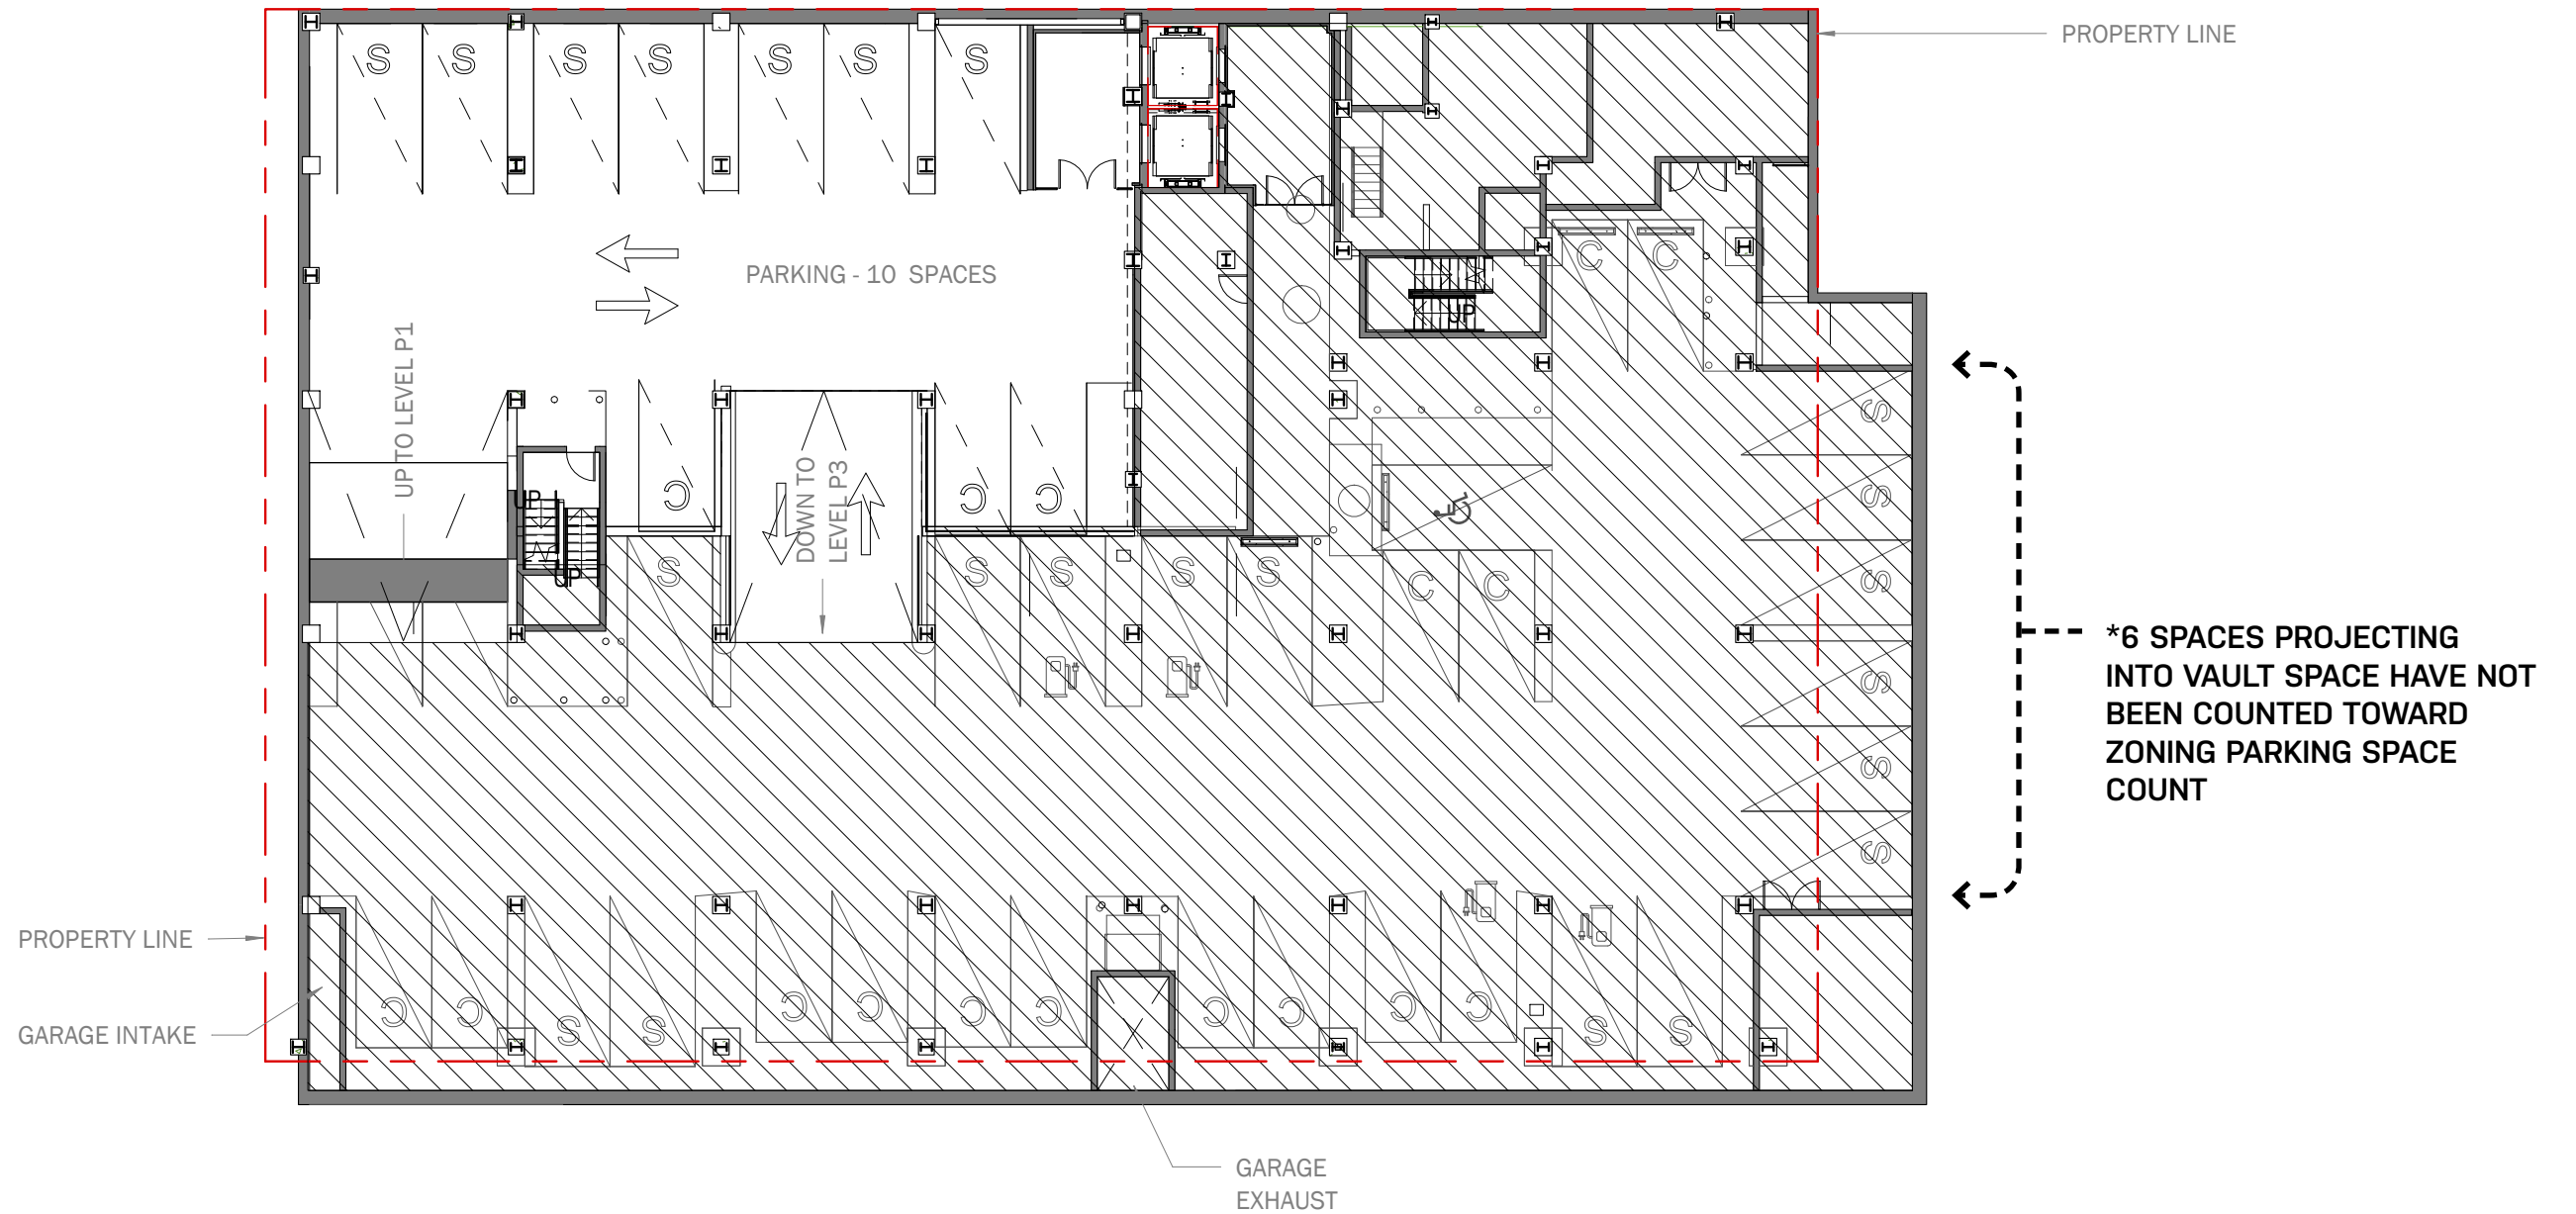 PROPERTY LINE
S S S S S S S
PARKING - 10 SPACES
C C
UP TO LEVEL P1
UP
UP
UP
DOWN TO
LEVEL P3
C C C
S S S S S
C C
S
S
S
S
S
S
*6 SPACES PROJECTING
INTO VAULT SPACE HAVE NOT
BEEN COUNTED TOWARD
ZONING PARKING SPACE
COUNT
PROPERTY LINE
GARAGE INTAKE
C C S S C C C C C C C C S S
GARAGE
EXHAUST